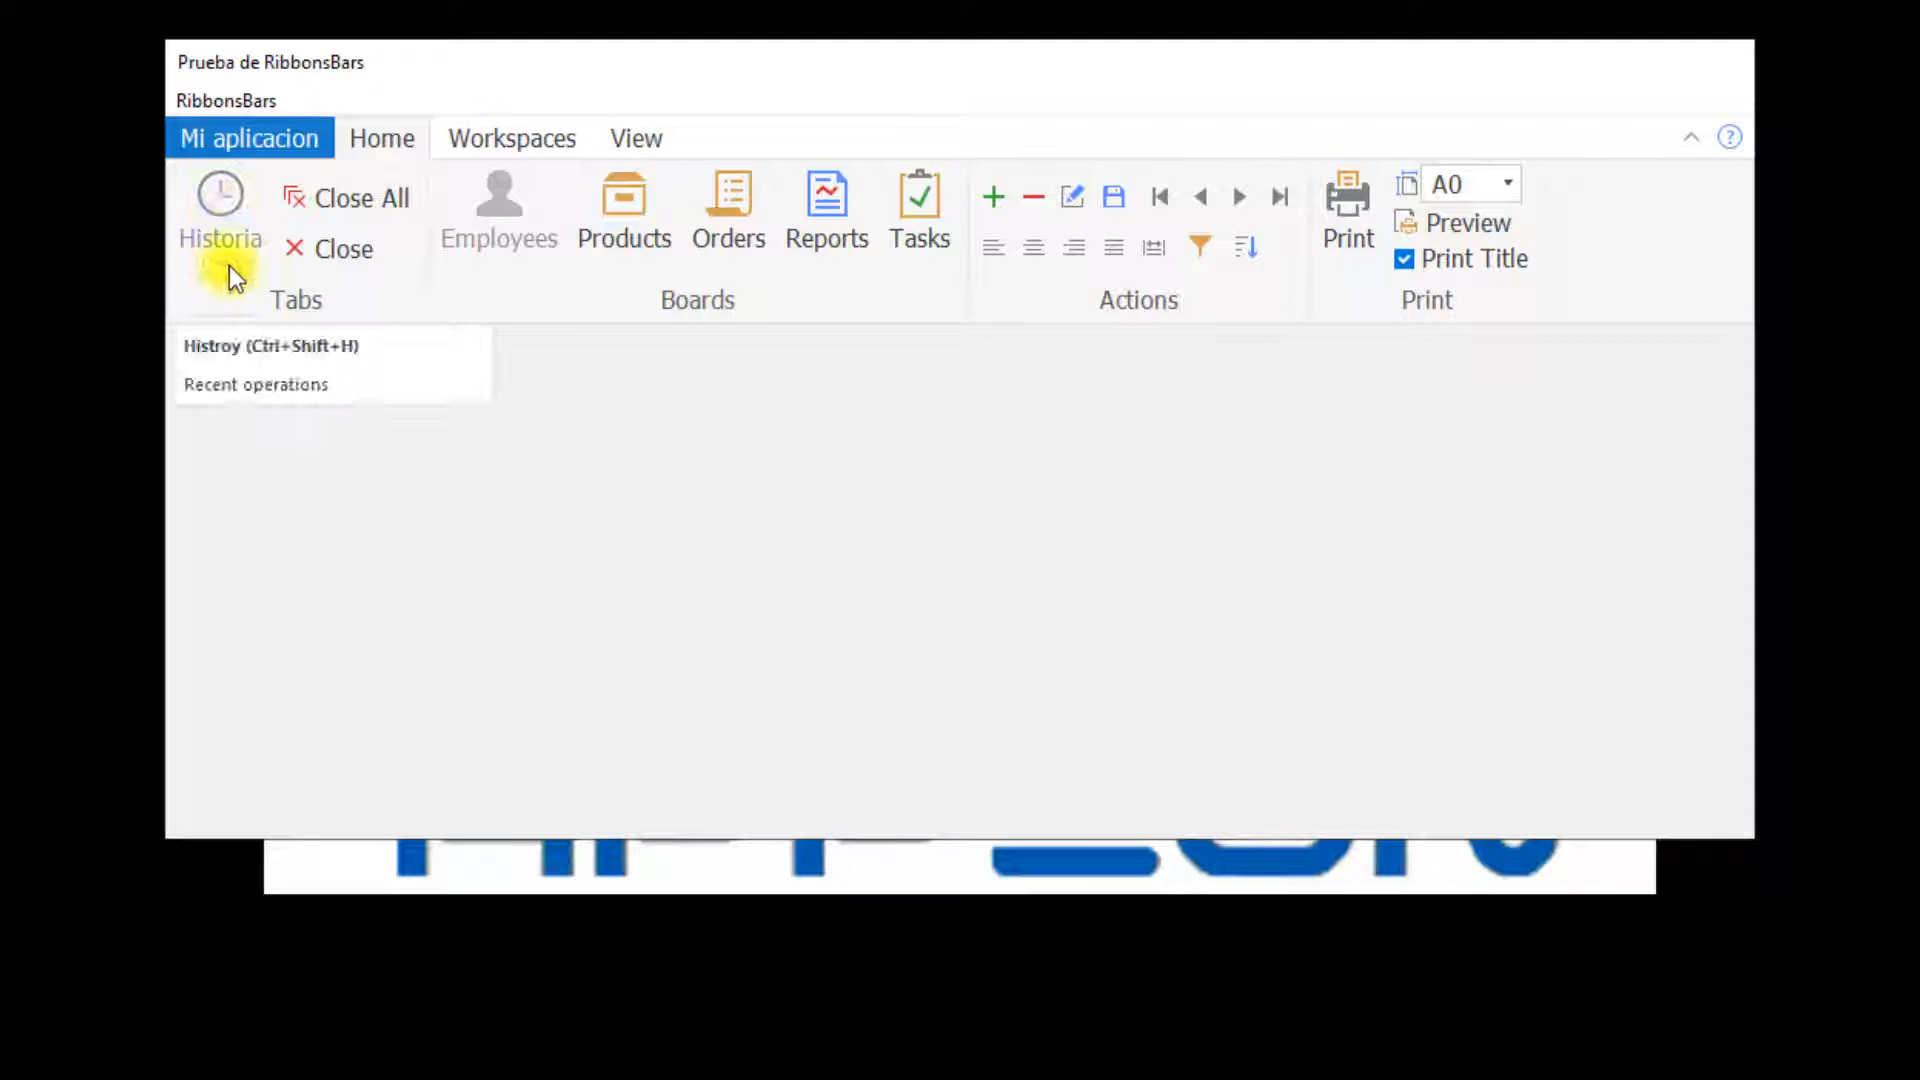 Prueba de RibbonsBars
RibbonsBars
Mi aplicacion Home Workspaces View
Historia Close All Close Employees Products Orders Reports Tasks Print A0 Preview Print Title
Tabs Boards Actions Print
Histroy (Ctrl+Shift+H)
Recent operations